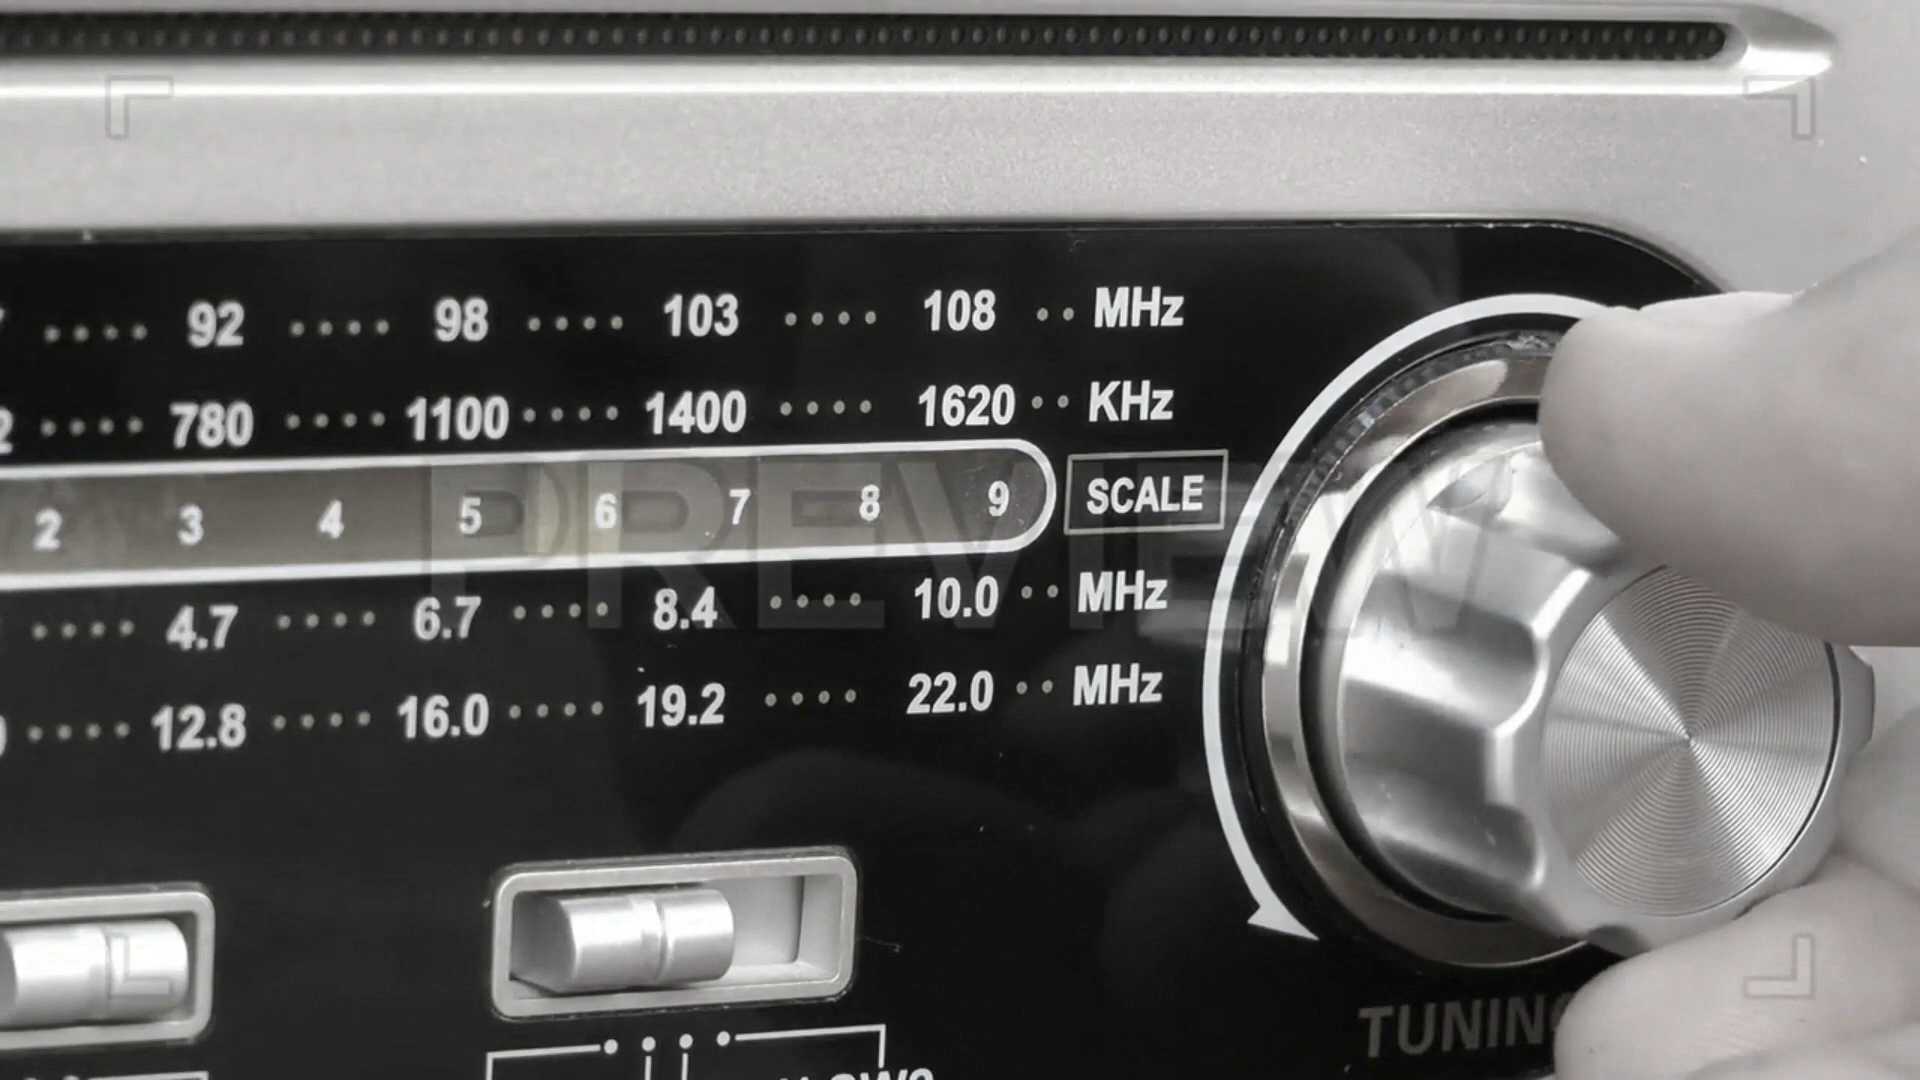 92 98 103 108 MHz
780 1100 1400 1620 KHz
2 3 4 5 6 7 8 9 SCALE
4.7 6.7 8.4 10.0 MHz
12.8 16.0 19.2 22.0 MHz
PREVIEW
TUNING